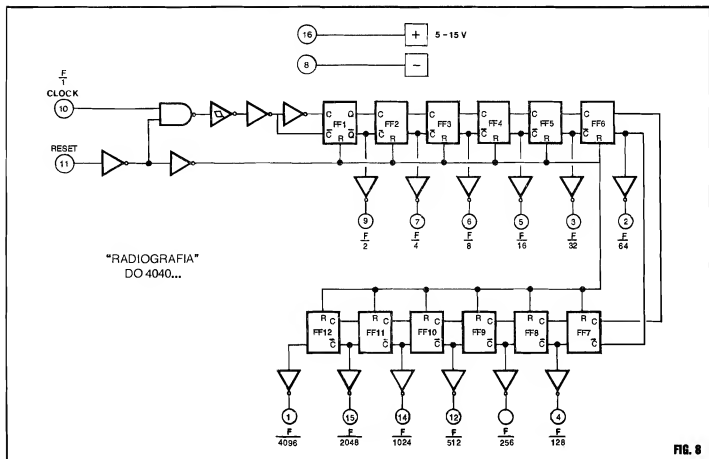 16 + 5-15 V
8 −
F/1
CLOCK
10
RESET
11
C Q C C C C C
FF1 FF2 FF3 FF4 FF5 FF6
C̅ Q̅ C̅ C̅ C̅ C̅ C̅
R R R R R R
9 7 6 5 3 2
F/2 F/4 F/8 F/16 F/32 F/64
"RADIOGRAFIA"
DO 4040...
R R R R R R
C C C C C C
FF12 FF11 FF10 FF9 FF8 FF7
C̅ C̅ C̅ C̅ C̅ C̅
1 15 14 12 4
F/4096 F/2048 F/1024 F/512 F/256 F/128
FIG. 8